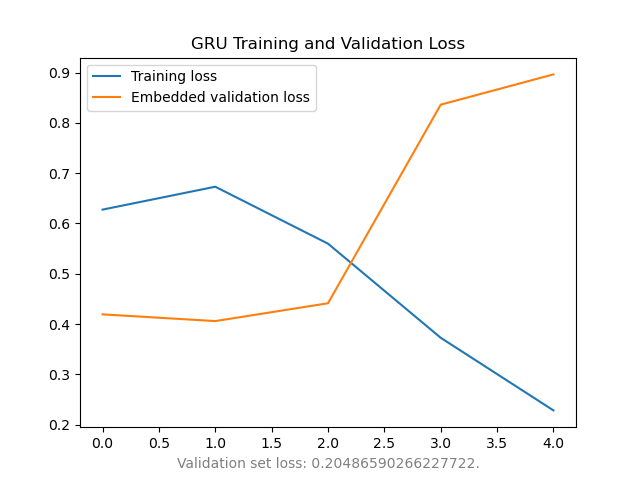 GRU Training and Validation Loss
Training loss
Embedded validation loss
0.9
0.8
0.7
0.6
0.5
0.4
0.3
0.2
0.0 0.5 1.0 1.5 2.0 2.5 3.0 3.5 4.0
Validation set loss: 0.20486590266227722.